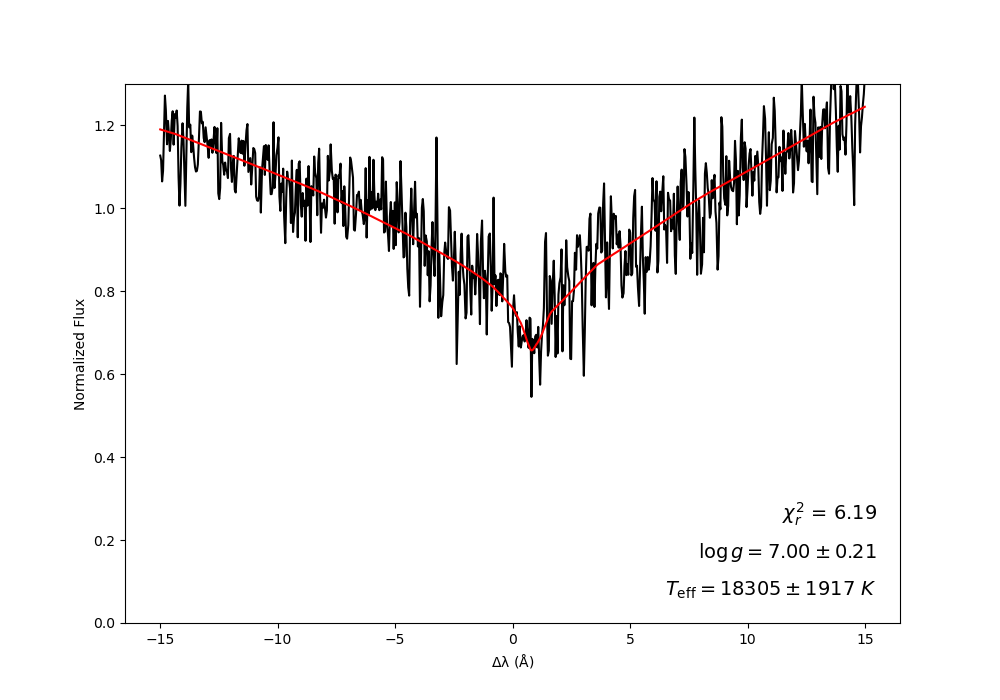 1.2
1.0
0.8
0.6
0.4
0.2
0.0
Normalized Flux
χ²ᵣ = 6.19
log g = 7.00 ± 0.21
T_eff = 18305 ± 1917 K
−15 −10 −5 0 5 10 15
Δλ (Å)